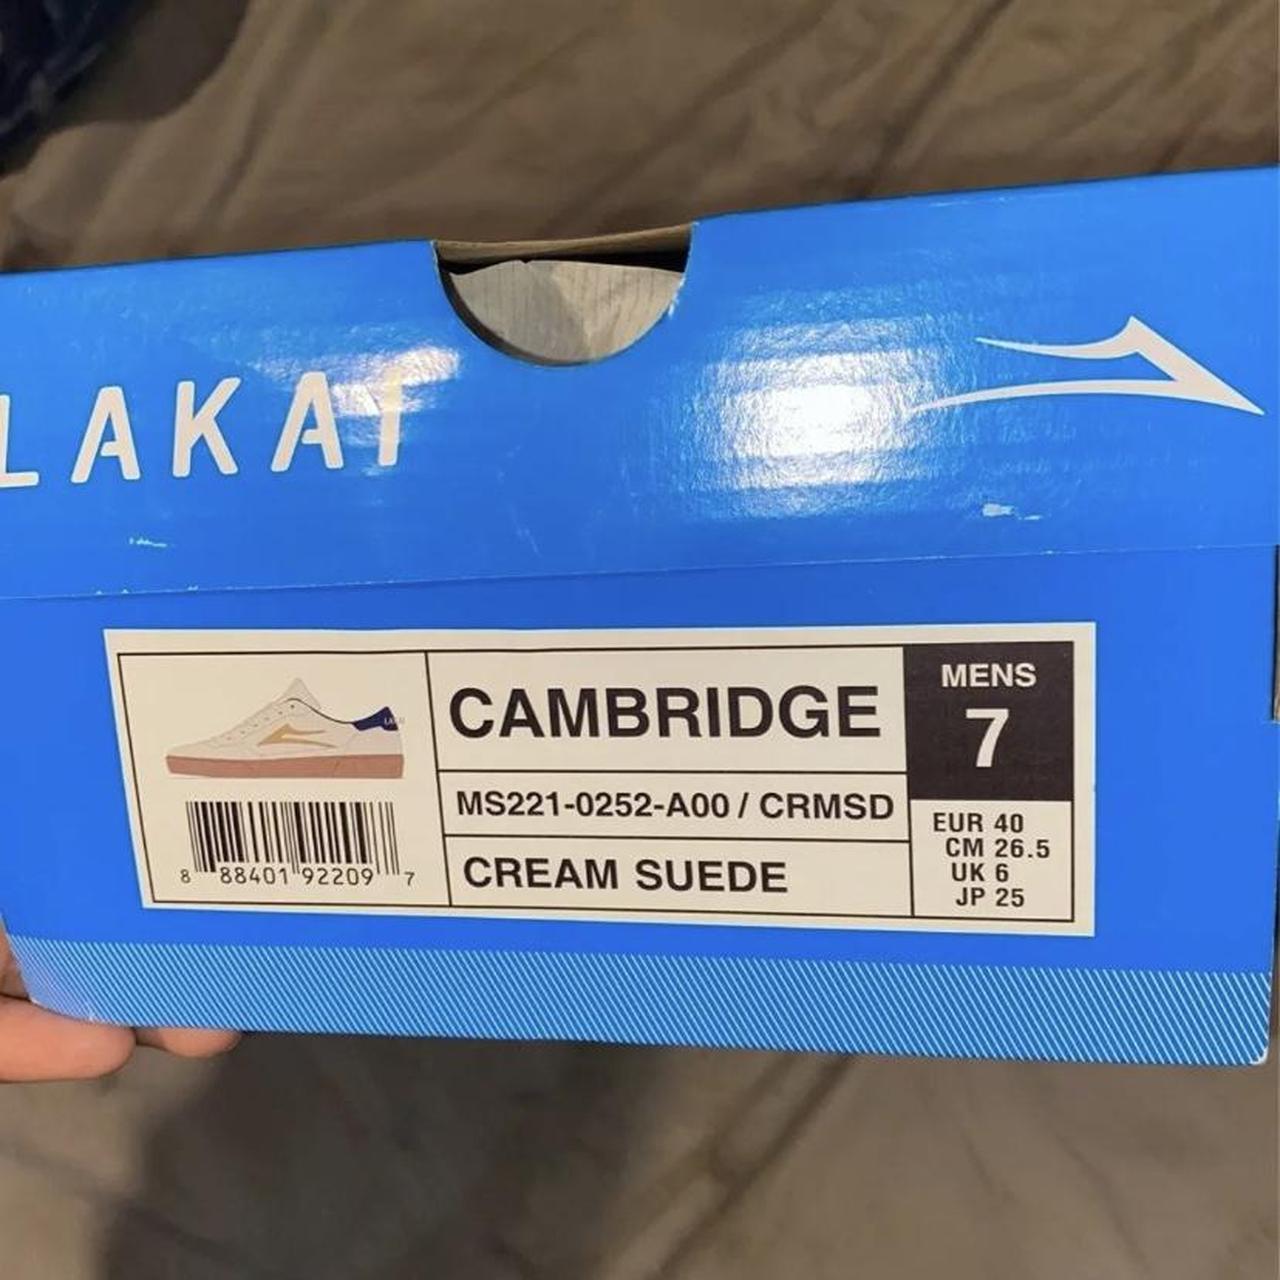 LAKAI
CAMBRIDGE
MS221-0252-A00 / CRMSD
CREAM SUEDE
MENS
7
EUR 40
CM 26.5
UK 6
JP 25
8 88401 92209 7